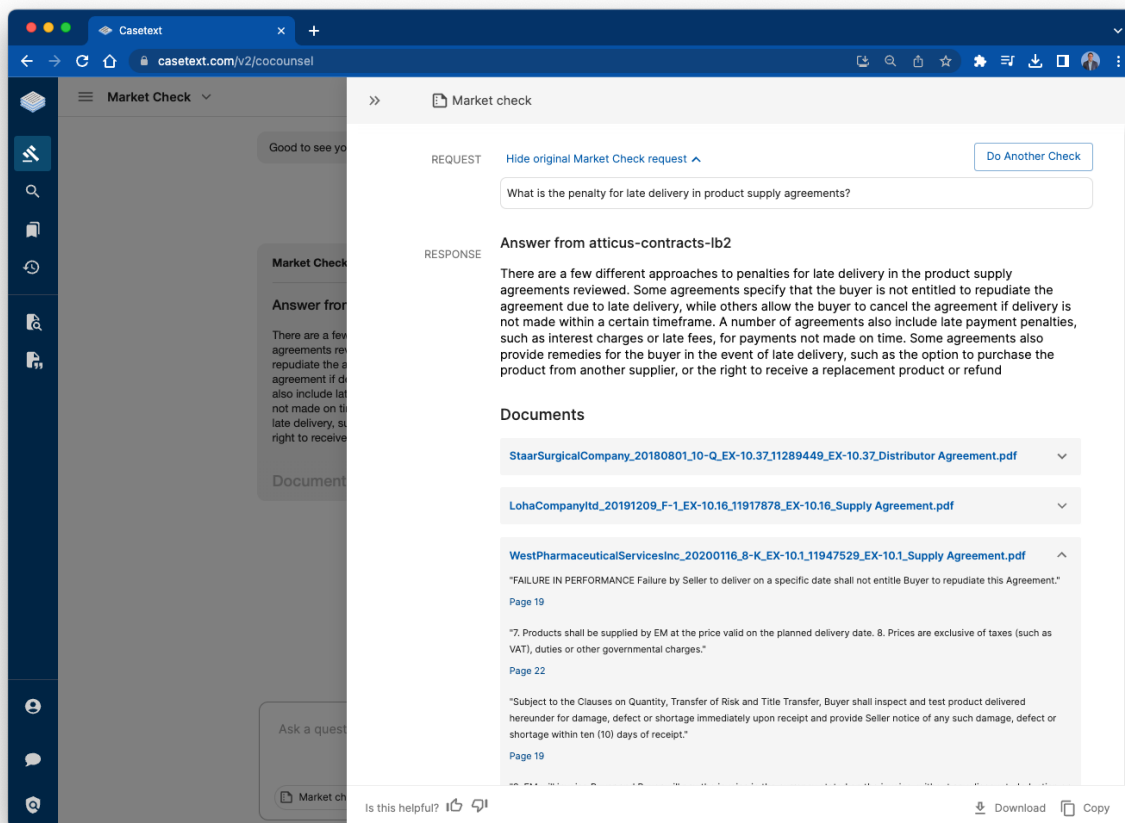 Casetext
casetext.com/v2/cocounsel
Market Check
Market check
Good to see yo
REQUEST
Hide original Market Check request
Do Another Check
What is the penalty for late delivery in product supply agreements?
RESPONSE
Answer from atticus-contracts-lb2
There are a few different approaches to penalties for late delivery in the product supply
agreements reviewed. Some agreements specify that the buyer is not entitled to repudiate the
agreement due to late delivery, while others allow the buyer to cancel the agreement if delivery is
not made within a certain timeframe. A number of agreements also include late payment penalties,
such as interest charges or late fees, for payments not made on time. Some agreements also
provide remedies for the buyer in the event of late delivery, such as the option to purchase the
product from another supplier, or the right to receive a replacement product or refund
Market Check
Answer from
There are a few
agreements rev
repudiate the a
agreement if de
also include lat
not made on ti
late delivery, su
right to receive
Document
Documents
StaarSurgicalCompany_20180801_10-Q_EX-10.37_11289449_EX-10.37_Distributor Agreement.pdf
LohaCompanyltd_20191209_F-1_EX-10.16_11917878_EX-10.16_Supply Agreement.pdf
WestPharmaceuticalServicesInc_20200116_8-K_EX-10.1_11947529_EX-10.1_Supply Agreement.pdf
"FAILURE IN PERFORMANCE Failure by Seller to deliver on a specific date shall not entitle Buyer to repudiate this Agreement."
Page 19
"7. Products shall be supplied by EM at the price valid on the planned delivery date. 8. Prices are exclusive of taxes (such as
VAT), duties or other governmental charges."
Page 22
"Subject to the Clauses on Quantity, Transfer of Risk and Title Transfer, Buyer shall inspect and test product delivered
hereunder for damage, defect or shortage immediately upon receipt and provide Seller notice of any such damage, defect or
shortage within ten (10) days of receipt."
Page 19
Ask a quest
Market ch
Is this helpful?
Download
Copy